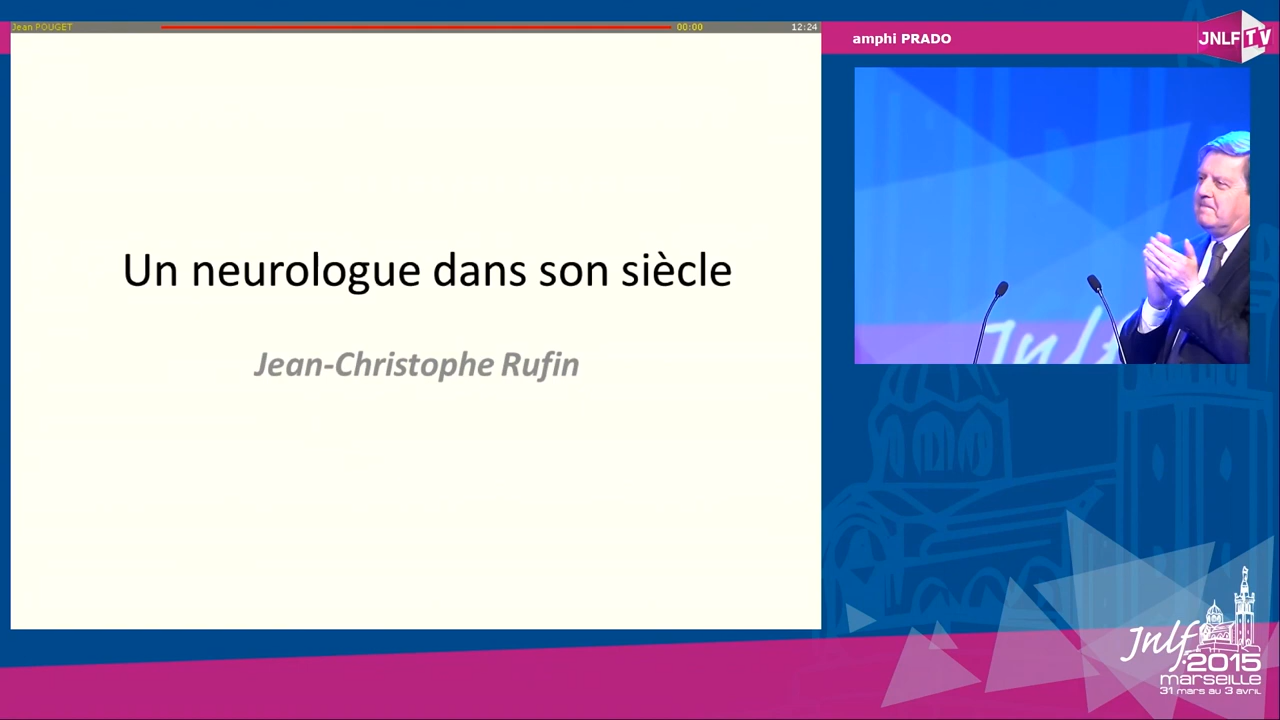 Jean POUGET
00:00
12:24
amphi PRADO
JNLF TV
Un neurologue dans son siècle
Jean-Christophe Rufin
Jnlf
Jnlf
2015
marseille
31 mars au 3 avril